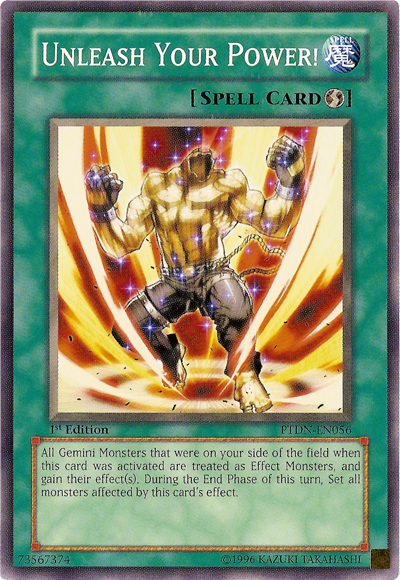 UNLEASH YOUR POWER!
SPELL
魔
[SPELL CARD]
1st Edition
PTDN-EN056
All Gemini Monsters that were on your side of the field when
this card was activated are treated as Effect Monsters, and
gain their effect(s). During the End Phase of this turn, Set all
monsters affected by this card's effect.
73567374
©1996 KAZUKI TAKAHASHI